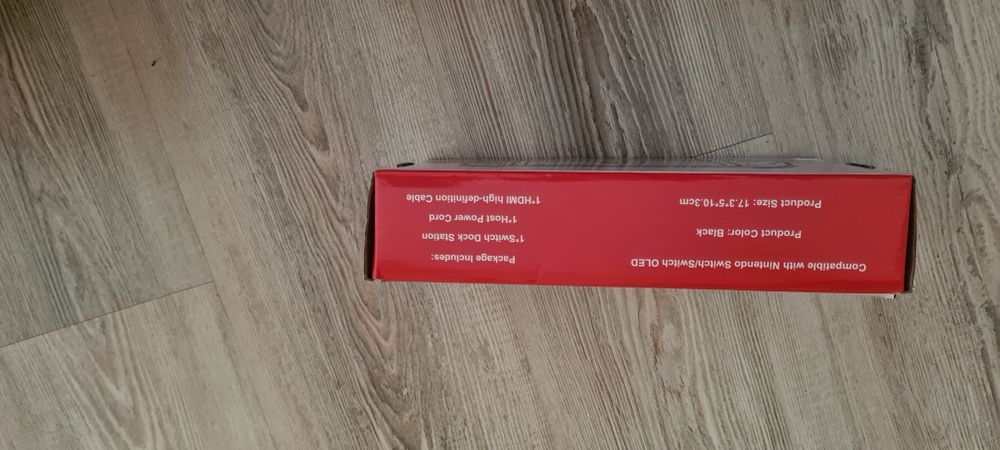 Compatible with Nintendo Switch/Switch OLED
Product Color: Black
Product Size: 17.3*5*10.3cm
Package Includes:
1*Switch Dock Station
1*Host Power Cord
1*HDMI high-definition Cable